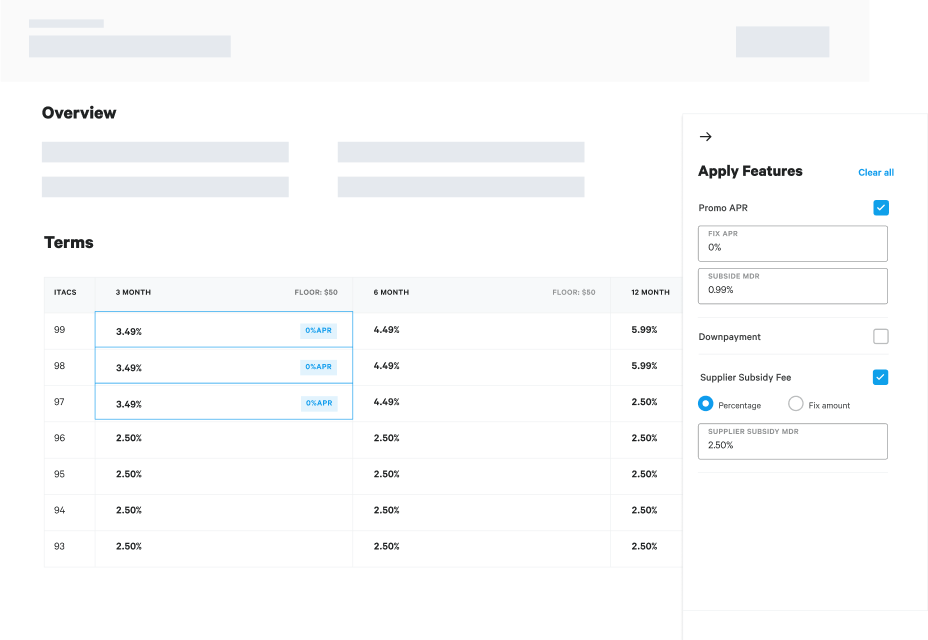 Overview
Terms
ITACS 3 MONTH FLOOR: $50 6 MONTH FLOOR: $50 12 MONTH
99 3.49% 0%APR 4.49% 5.99%
98 3.49% 0%APR 4.49% 5.99%
97 3.49% 0%APR 4.49% 2.50%
96 2.50% 2.50% 2.50%
95 2.50% 2.50% 2.50%
94 2.50% 2.50% 2.50%
93 2.50% 2.50% 2.50%
Apply Features Clear all
Promo APR
FIX APR
0%
SUBSIDE MDR
0.99%
Downpayment
Supplier Subsidy Fee
Percentage Fix amount
SUPPLIER SUBSIDY MDR
2.50%